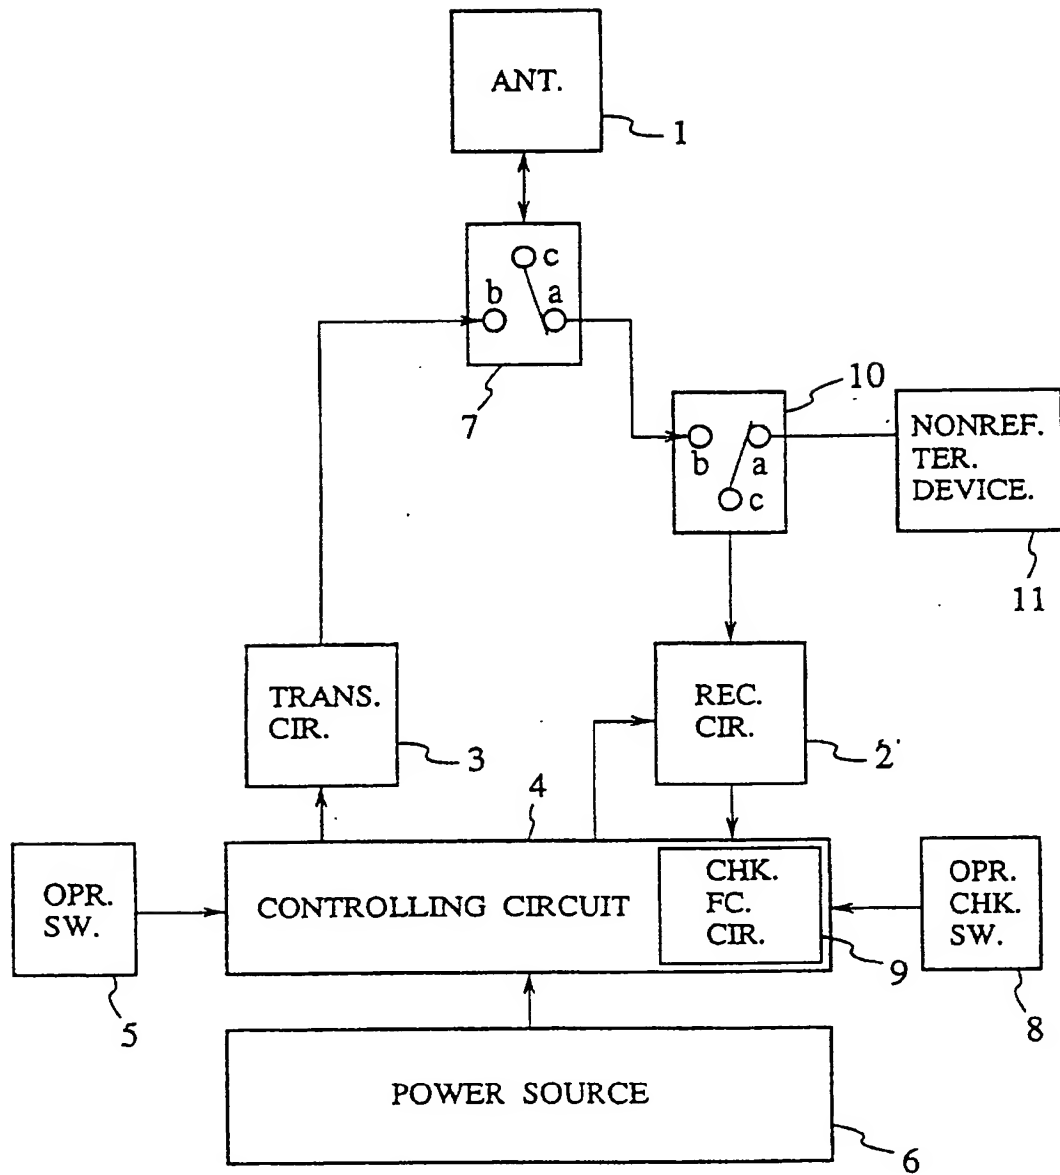 ANT.
1
c
b
a
7
10
b
a
c
NONREF.
TER.
DEVICE.
11
TRANS.
CIR.
3
REC.
CIR.
2
4
OPR.
SW.
5
CONTROLLING CIRCUIT
CHK.
FC.
CIR.
9
OPR.
CHK.
SW.
8
POWER SOURCE
6